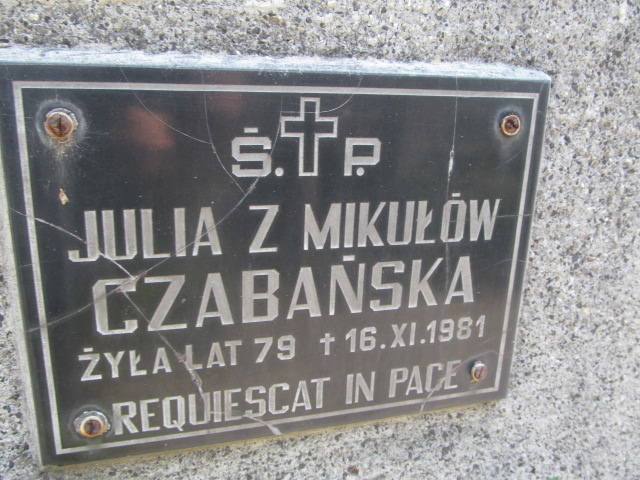 Ś. P.
JULIA Z MIKUŁÓW
CZABAŃSKA
ŻYŁA LAT 79 † 16.XI.1981
REQUIESCAT IN PACE